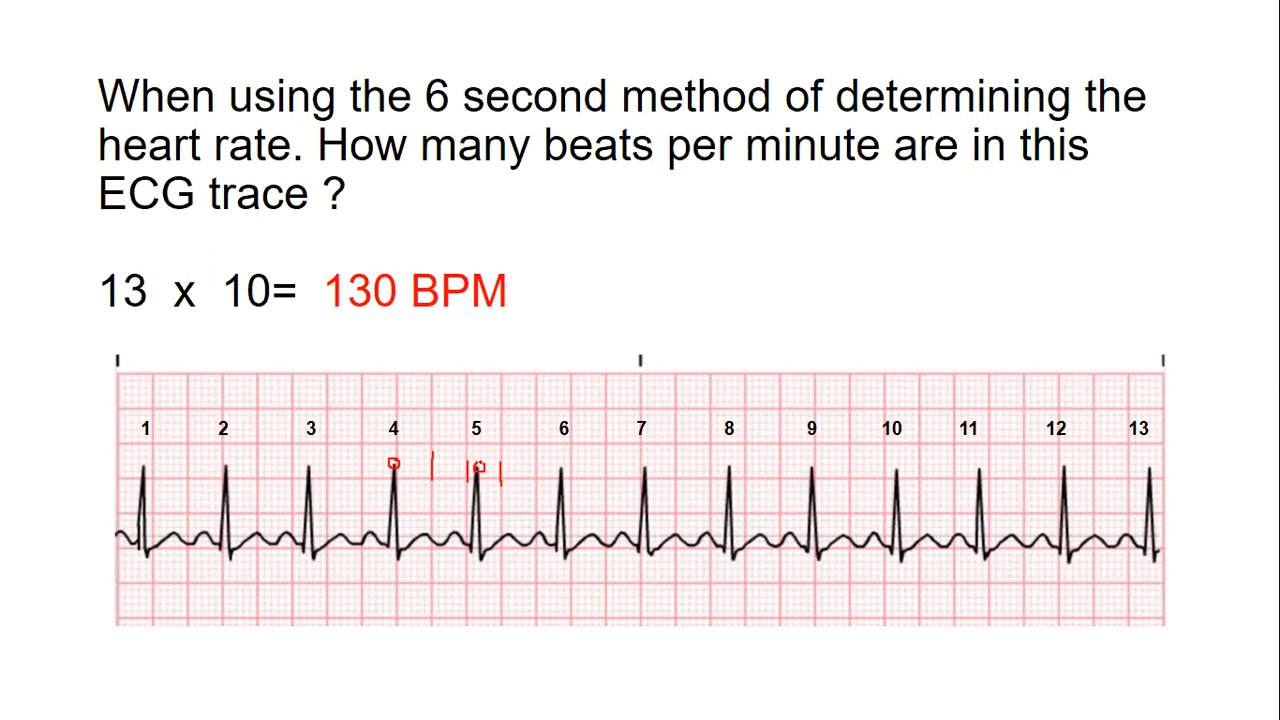 When using the 6 second method of determining the
heart rate. How many beats per minute are in this
ECG trace ?
13 x 10= 130 BPM
1 2 3 4 5 6 7 8 9 10 11 12 13